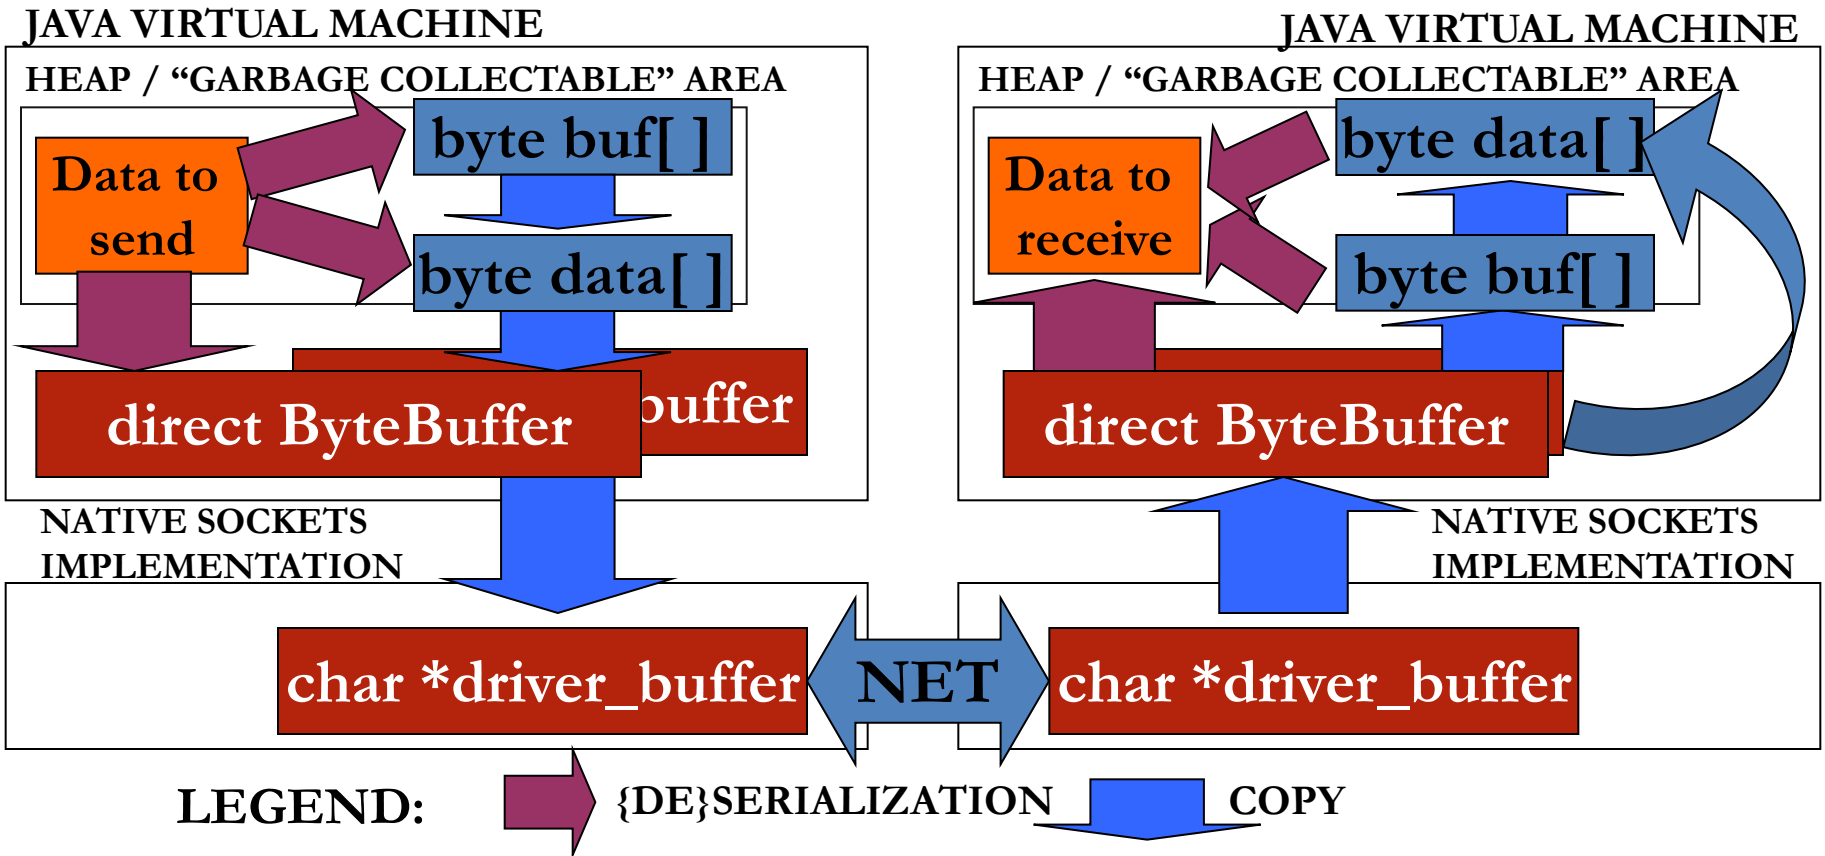 JAVA VIRTUAL MACHINE
HEAP / “GARBAGE COLLECTABLE” AREA
Data to
send
byte buf[ ]
byte data[ ]
direct ByteBuffer
buffer
NATIVE SOCKETS
IMPLEMENTATION
char *driver_buffer
NET
JAVA VIRTUAL MACHINE
HEAP / “GARBAGE COLLECTABLE” AREA
Data to
receive
byte data[ ]
byte buf[ ]
direct ByteBuffer
NATIVE SOCKETS
IMPLEMENTATION
char *driver_buffer
LEGEND:
{DE}SERIALIZATION
COPY